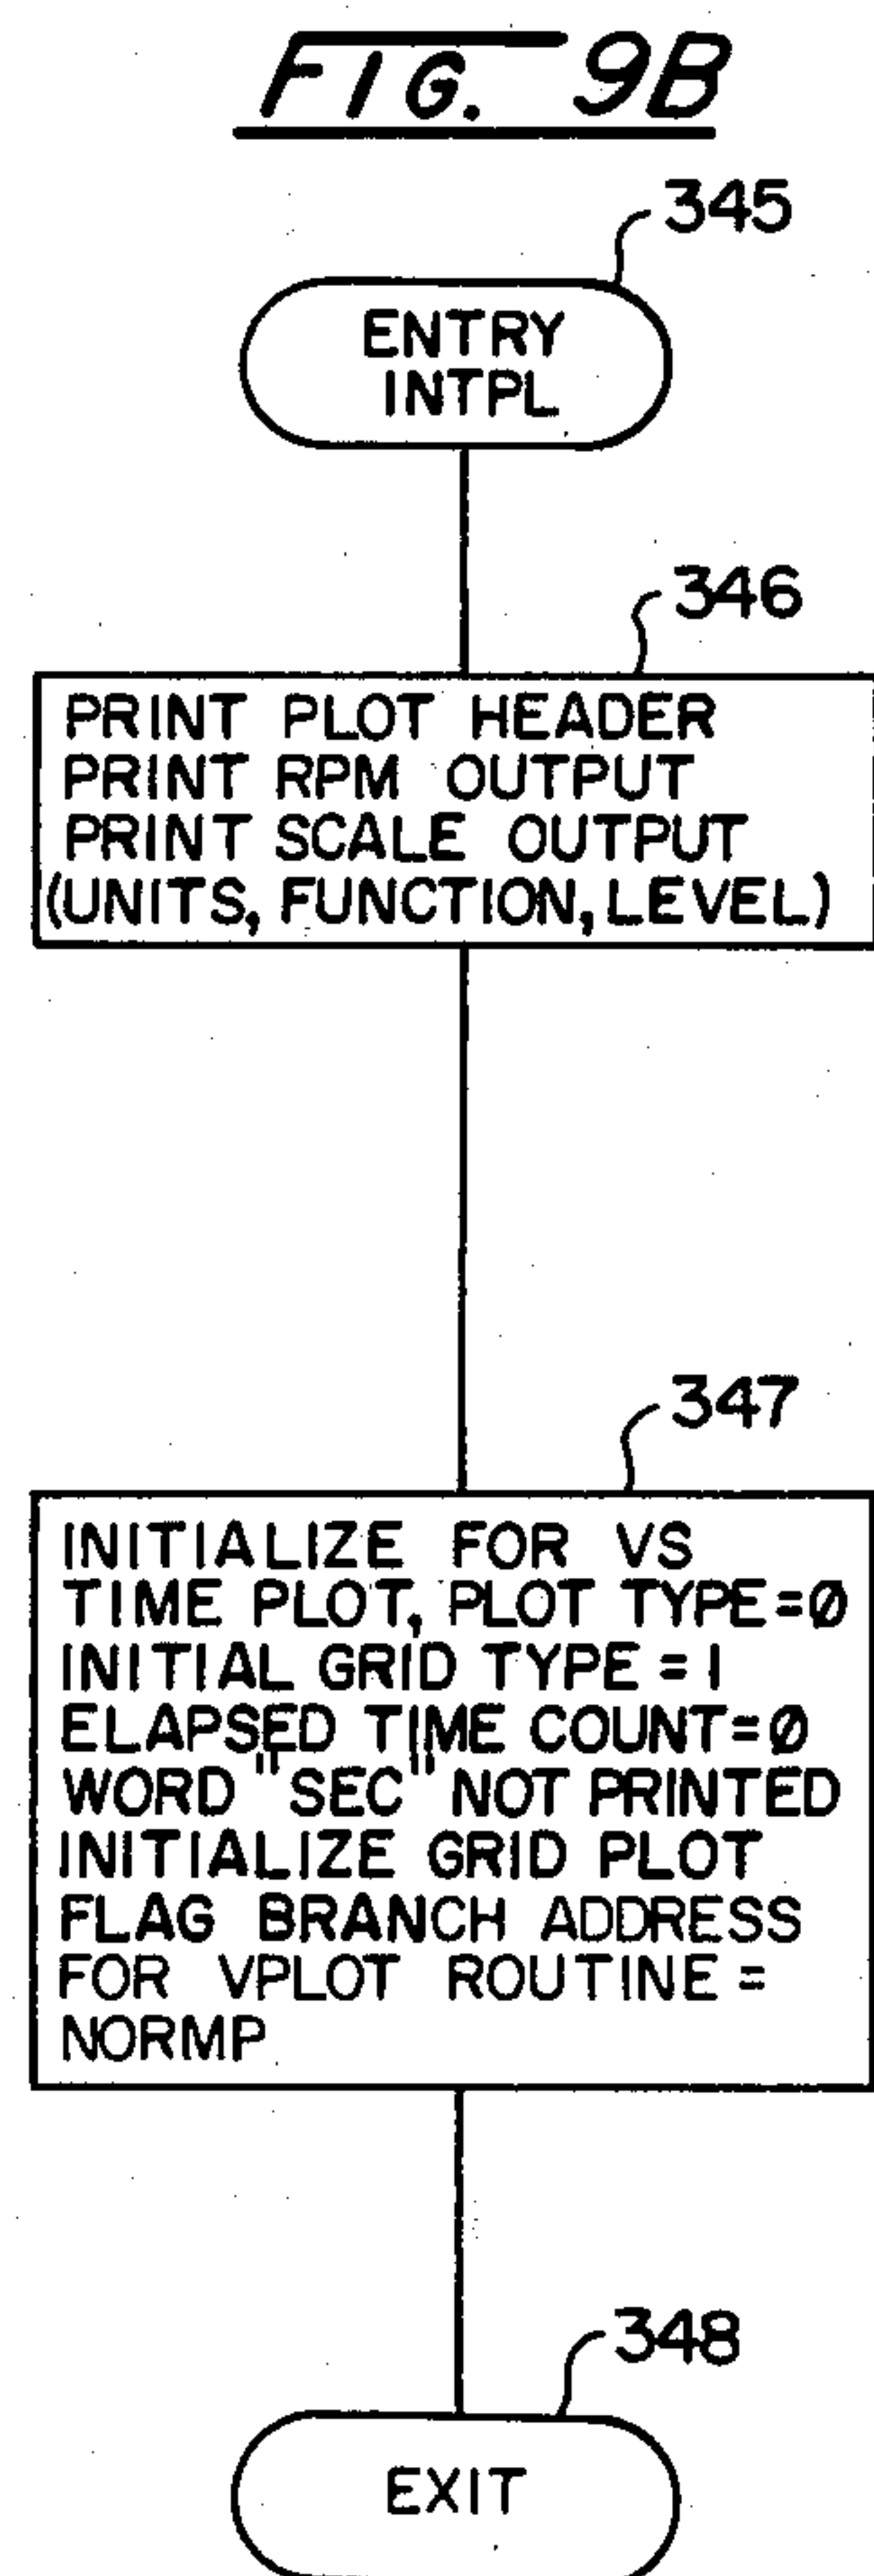 FIG. 9B
345
ENTRY
INTPL
346
PRINT PLOT HEADER
PRINT RPM OUTPUT
PRINT SCALE OUTPUT
(UNITS, FUNCTION, LEVEL)
347
INITIALIZE FOR VS
TIME PLOT, PLOT TYPE=Ø
INITIAL GRID TYPE = 1
ELAPSED TIME COUNT=Ø
WORD "SEC" NOT PRINTED
INITIALIZE GRID PLOT
FLAG BRANCH ADDRESS
FOR VPLOT ROUTINE =
NORMP
348
EXIT